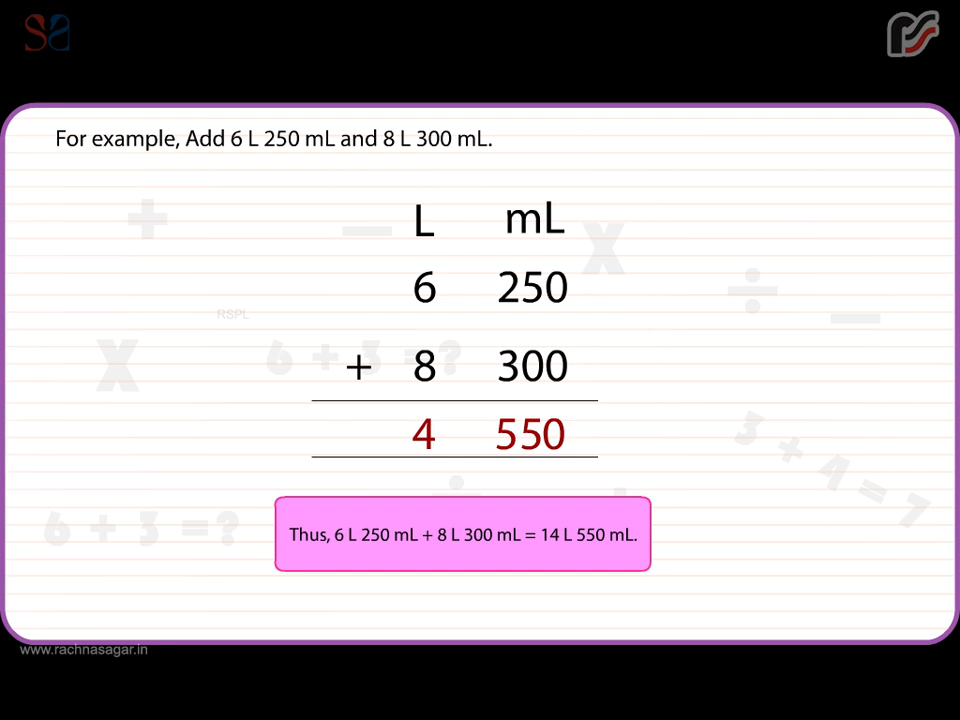 For example, Add 6 L 250 mL and 8 L 300 mL.
L mL
6 250
RSPL
6 + 3 = ?
+ 8 300
4 550
3 + 4 = 7
6 + 3 = ?
Thus, 6 L 250 mL + 8 L 300 mL = 14 L 550 mL.
www.rachnasagar.in